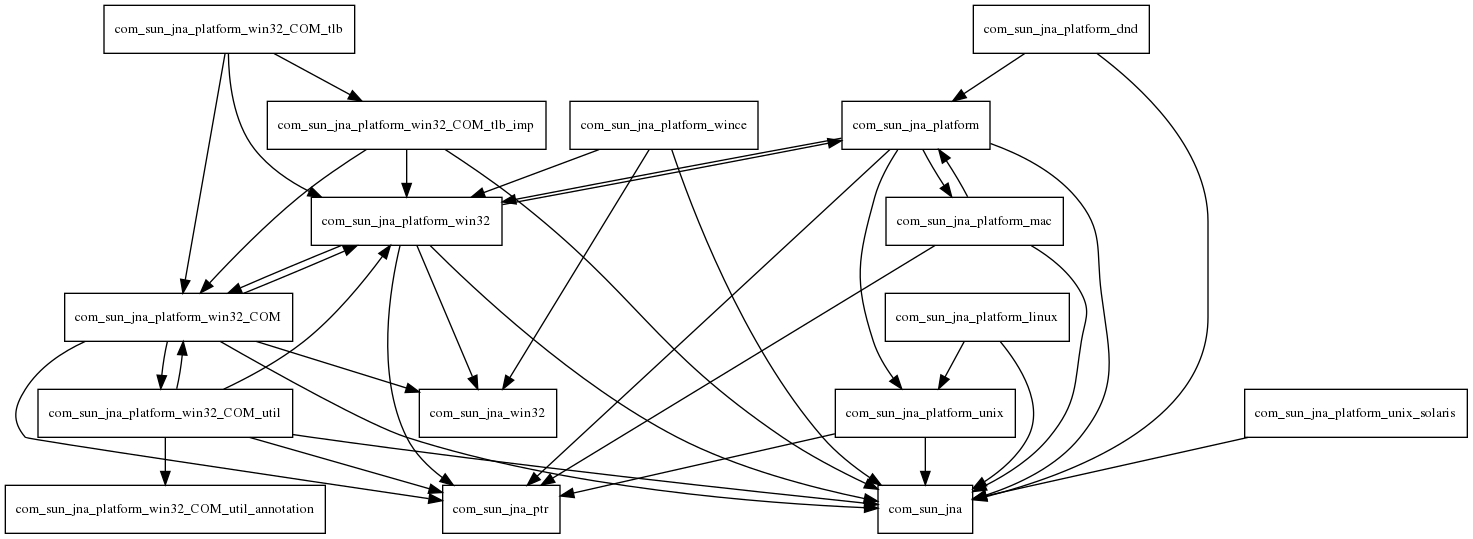 com_sun_jna_platform_win32_COM_tlb
com_sun_jna_platform_dnd
com_sun_jna_platform_win32_COM_tlb_imp
com_sun_jna_platform_wince
com_sun_jna_platform
com_sun_jna_platform_win32
com_sun_jna_platform_mac
com_sun_jna_platform_win32_COM
com_sun_jna_platform_linux
com_sun_jna_platform_win32_COM_util
com_sun_jna_win32
com_sun_jna_platform_unix
com_sun_jna_platform_unix_solaris
com_sun_jna_platform_win32_COM_util_annotation
com_sun_jna_ptr
com_sun_jna